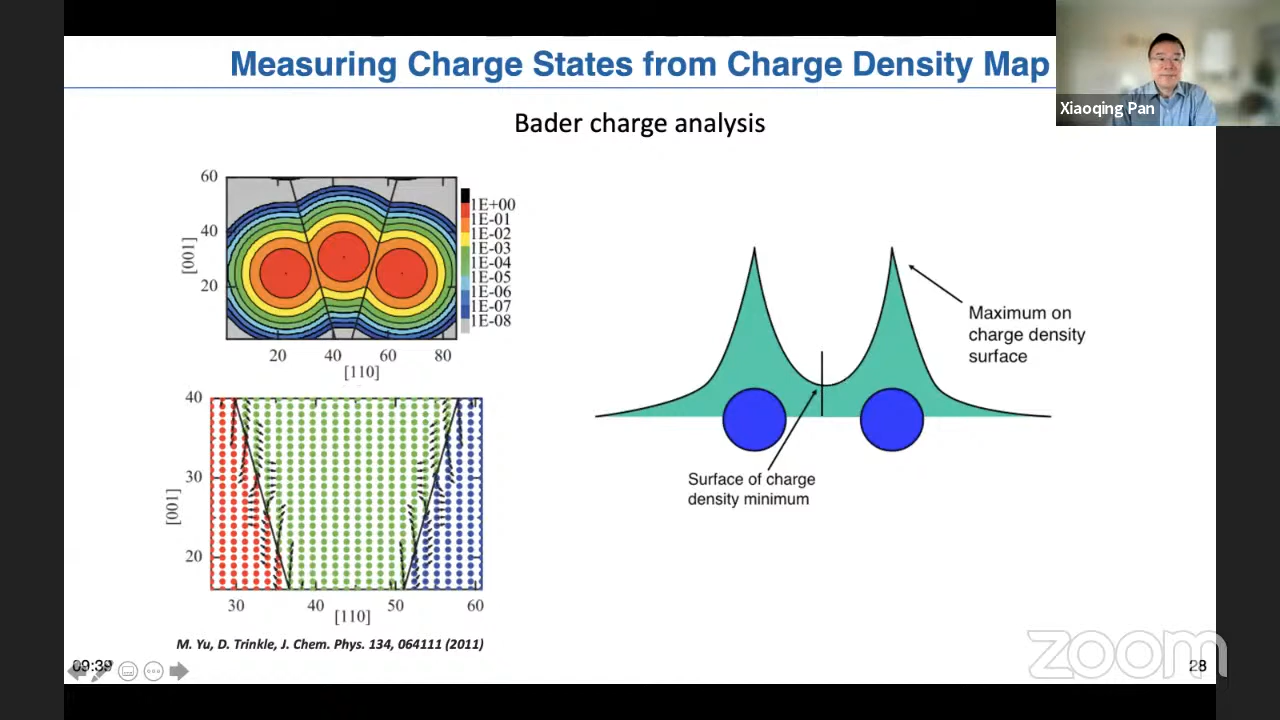 Measuring Charge States from Charge Density Map
Xiaoqing Pan
Bader charge analysis
60
40
20
[001]
20
40
60
80
[110]
1E+00
1E-01
1E-02
1E-03
1E-04
1E-05
1E-06
1E-07
1E-08
Maximum on
charge density
surface
Surface of charge
density minimum
40
30
20
[001]
30
40
50
60
[110]
M. Yu, D. Trinkle, J. Chem. Phys. 134, 064111 (2011)
09:39
zoom
28